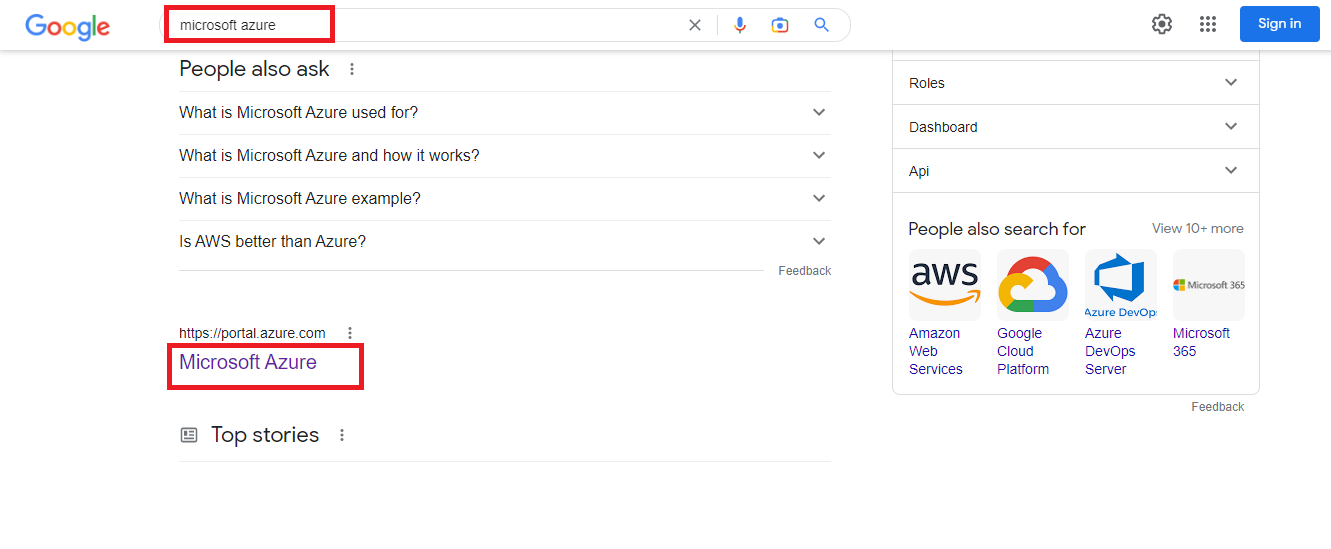 Google
microsoft azure
Sign in
People also ask
What is Microsoft Azure used for?
What is Microsoft Azure and how it works?
What is Microsoft Azure example?
Is AWS better than Azure?
Feedback
https://portal.azure.com
Microsoft Azure
Top stories
Roles
Dashboard
Api
People also search for
View 10+ more
aws
Azure DevOps
Microsoft 365
Amazon
Web
Services
Google
Cloud
Platform
Azure
DevOps
Server
Microsoft
365
Feedback